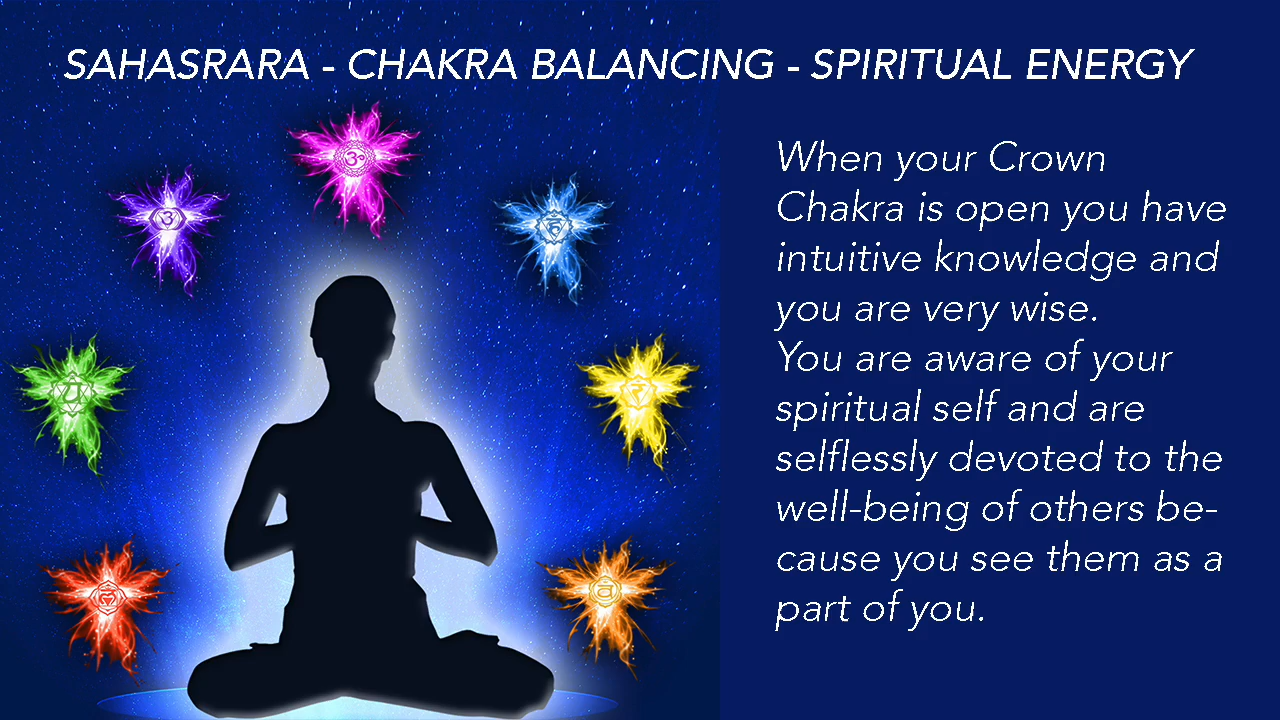 SAHASRARA - CHAKRA BALANCING - SPIRITUAL ENERGY
When your Crown
Chakra is open you have
intuitive knowledge and
you are very wise.
You are aware of your
spiritual self and are
selflessly devoted to the
well-being of others be-
cause you see them as a
part of you.